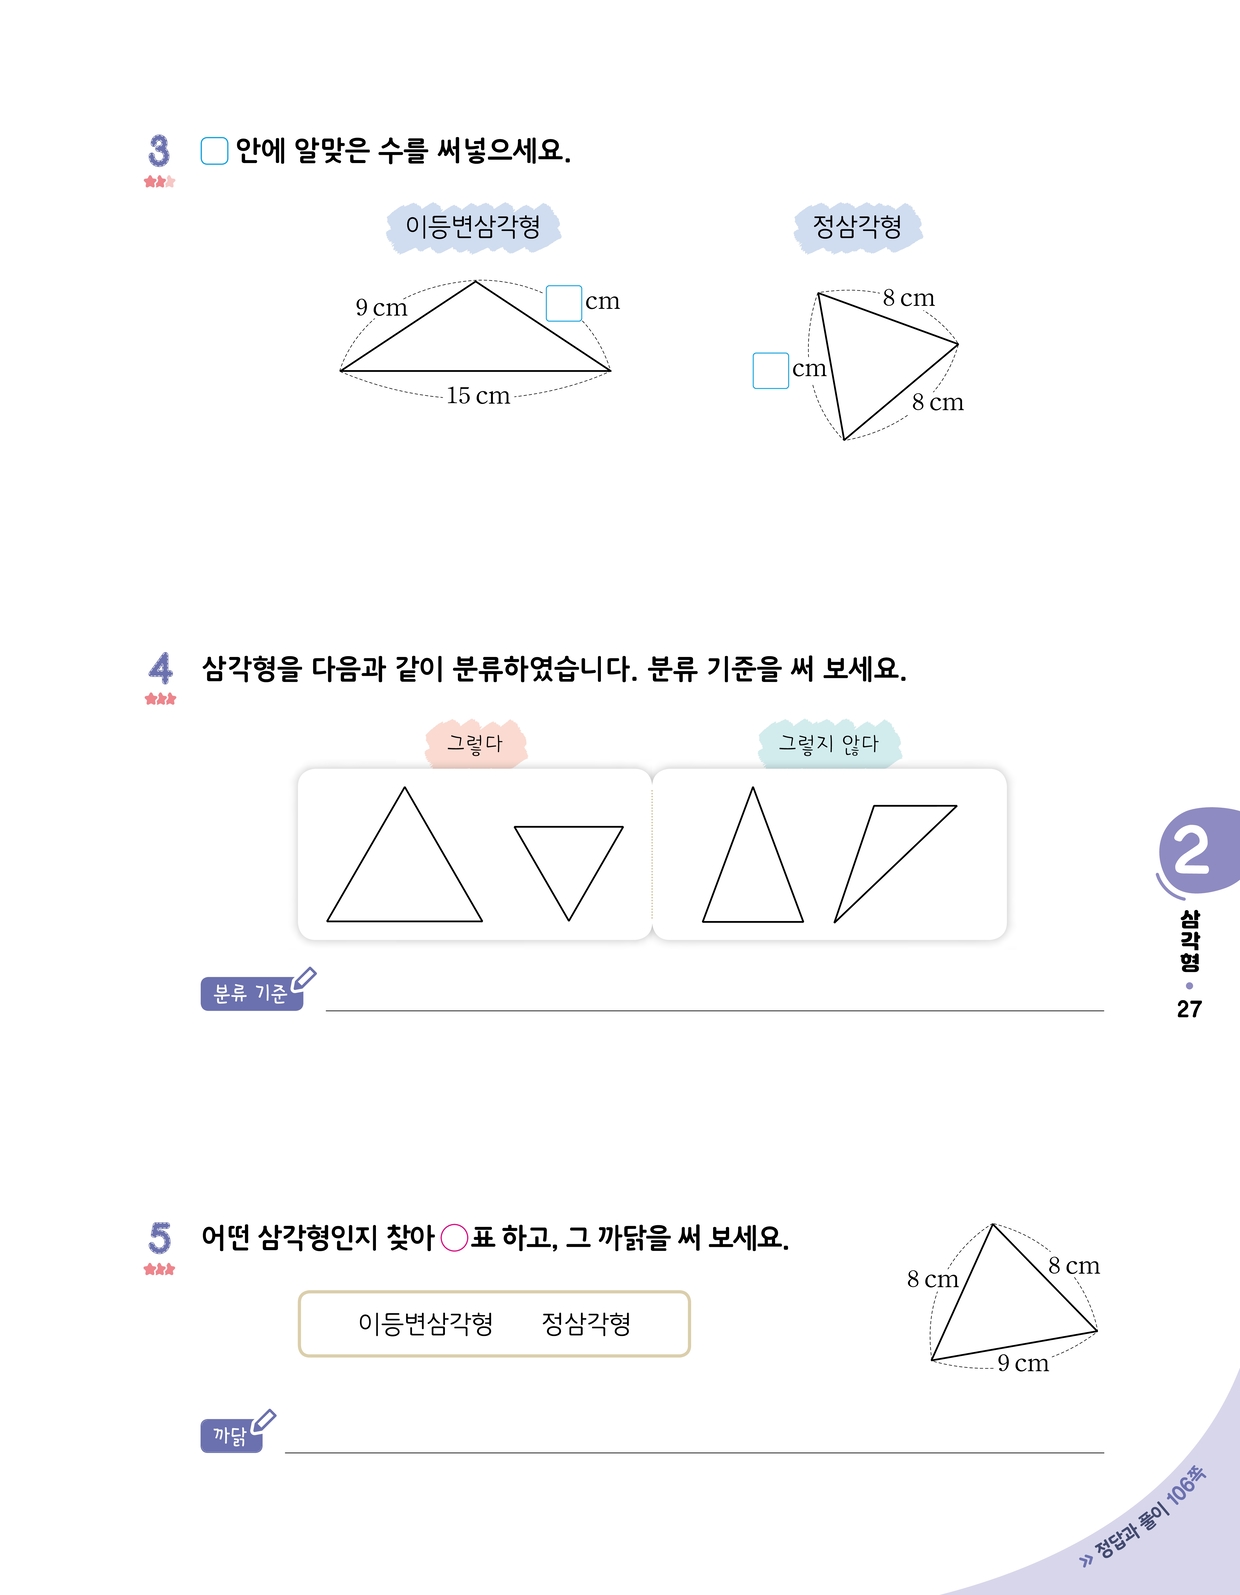 3 □ 안에 알맞은 수를 써넣으세요.
이등변삼각형
정삼각형
9 cm
□ cm
15 cm
8 cm
□ cm
8 cm
4 삼각형을 다음과 같이 분류하였습니다. 분류 기준을 써 보세요.
그렇다
그렇지 않다
분류 기준
2
삼각형
27
5 어떤 삼각형인지 찾아 ○표 하고, 그 까닭을 써 보세요.
이등변삼각형 정삼각형
8 cm
8 cm
9 cm
까닭
» 정답과 풀이 106쪽